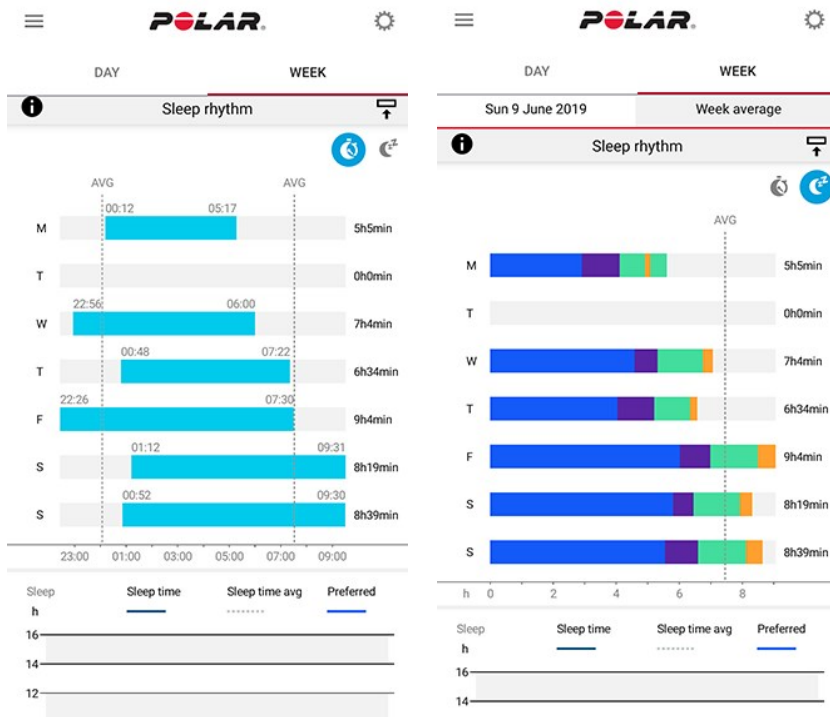 POLAR
DAY WEEK
Sleep rhythm
AVG AVG
00:12 05:17
M 5h5min
T 0h0min
22:56 06:00
W 7h4min
00:48 07:22
T 6h34min
22:26 07:30
F 9h4min
01:12 09:31
S 8h19min
00:52 09:30
S 8h39min
23:00 01:00 03:00 05:00 07:00 09:00
Sleep Sleep time Sleep time avg Preferred
h
16
14
12
POLAR
DAY WEEK
Sun 9 June 2019 Week average
Sleep rhythm
AVG
M 5h5min
T 0h0min
W 7h4min
T 6h34min
F 9h4min
S 8h19min
S 8h39min
h 0 2 4 6 8
Sleep Sleep time Sleep time avg Preferred
h
16
14